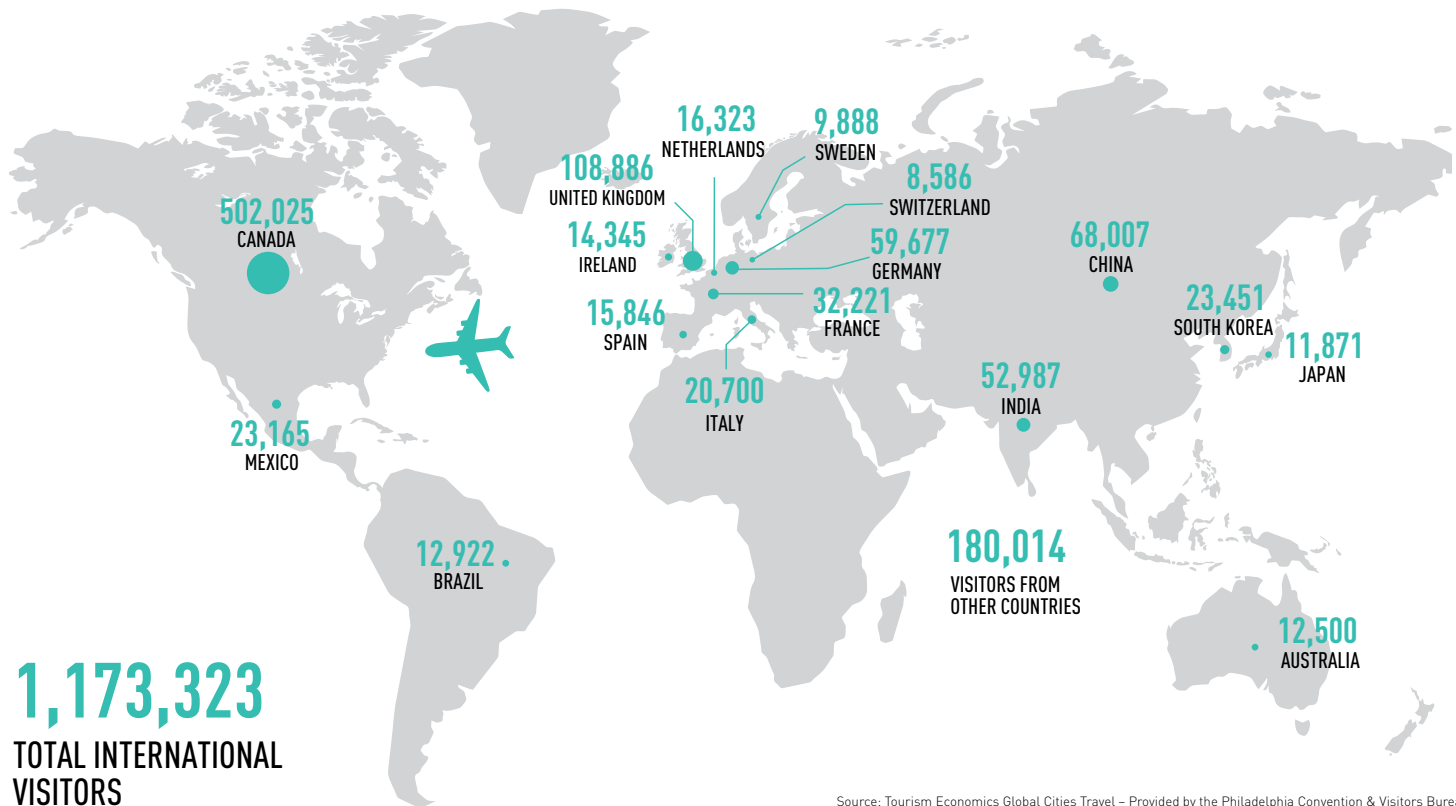 16,323
NETHERLANDS
9,888
SWEDEN
108,886
UNITED KINGDOM
8,586
SWITZERLAND
502,025
CANADA
14,345
IRELAND
59,677
GERMANY
68,007
CHINA
15,846
SPAIN
32,221
FRANCE
23,451
SOUTH KOREA
11,871
JAPAN
20,700
ITALY
52,987
INDIA
23,165
MEXICO
12,922
BRAZIL
180,014
VISITORS FROM
OTHER COUNTRIES
12,500
AUSTRALIA
1,173,323
TOTAL INTERNATIONAL
VISITORS
Source: Tourism Economics Global Cities Travel – Provided by the Philadelphia Convention & Visitors